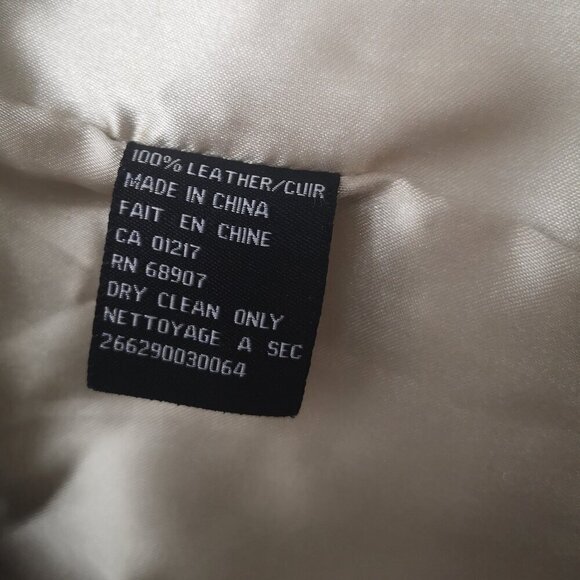 100% LEATHER/CUIR
MADE IN CHINA
FAIT EN CHINE
CA 01217
RN 68907
DRY CLEAN ONLY
NETTOYAGE A SEC
266290030064